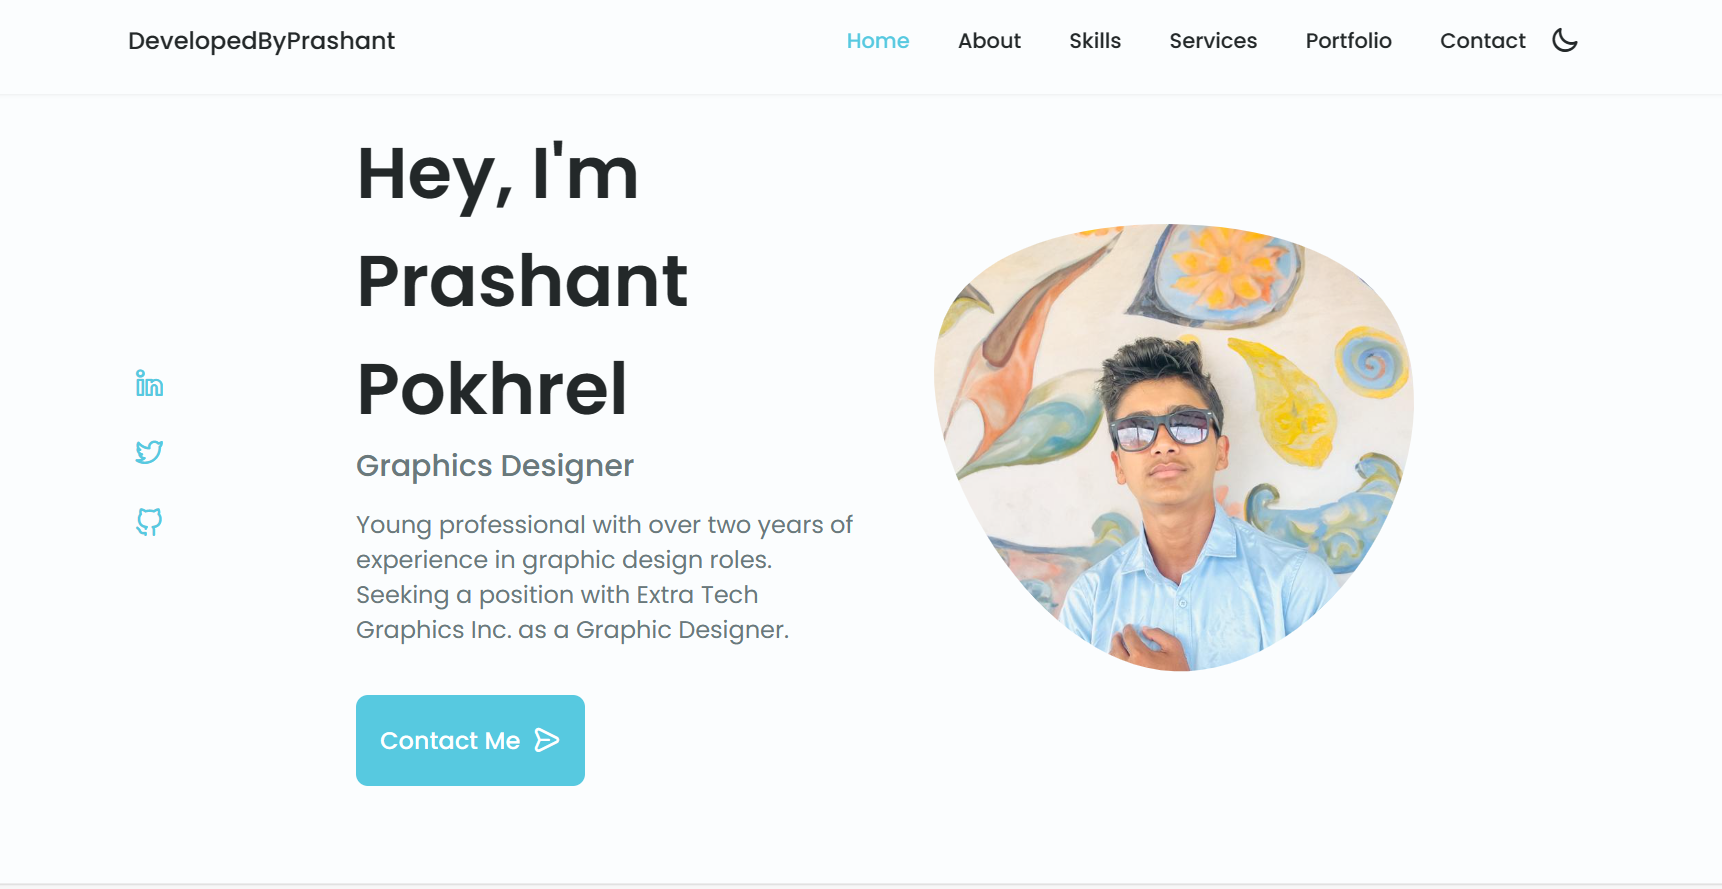 DevelopedByPrashant
Home
About
Skills
Services
Portfolio
Contact
Hey, I'm
Prashant
Pokhrel
Graphics Designer
Young professional with over two years of
experience in graphic design roles.
Seeking a position with Extra Tech
Graphics Inc. as a Graphic Designer.
Contact Me